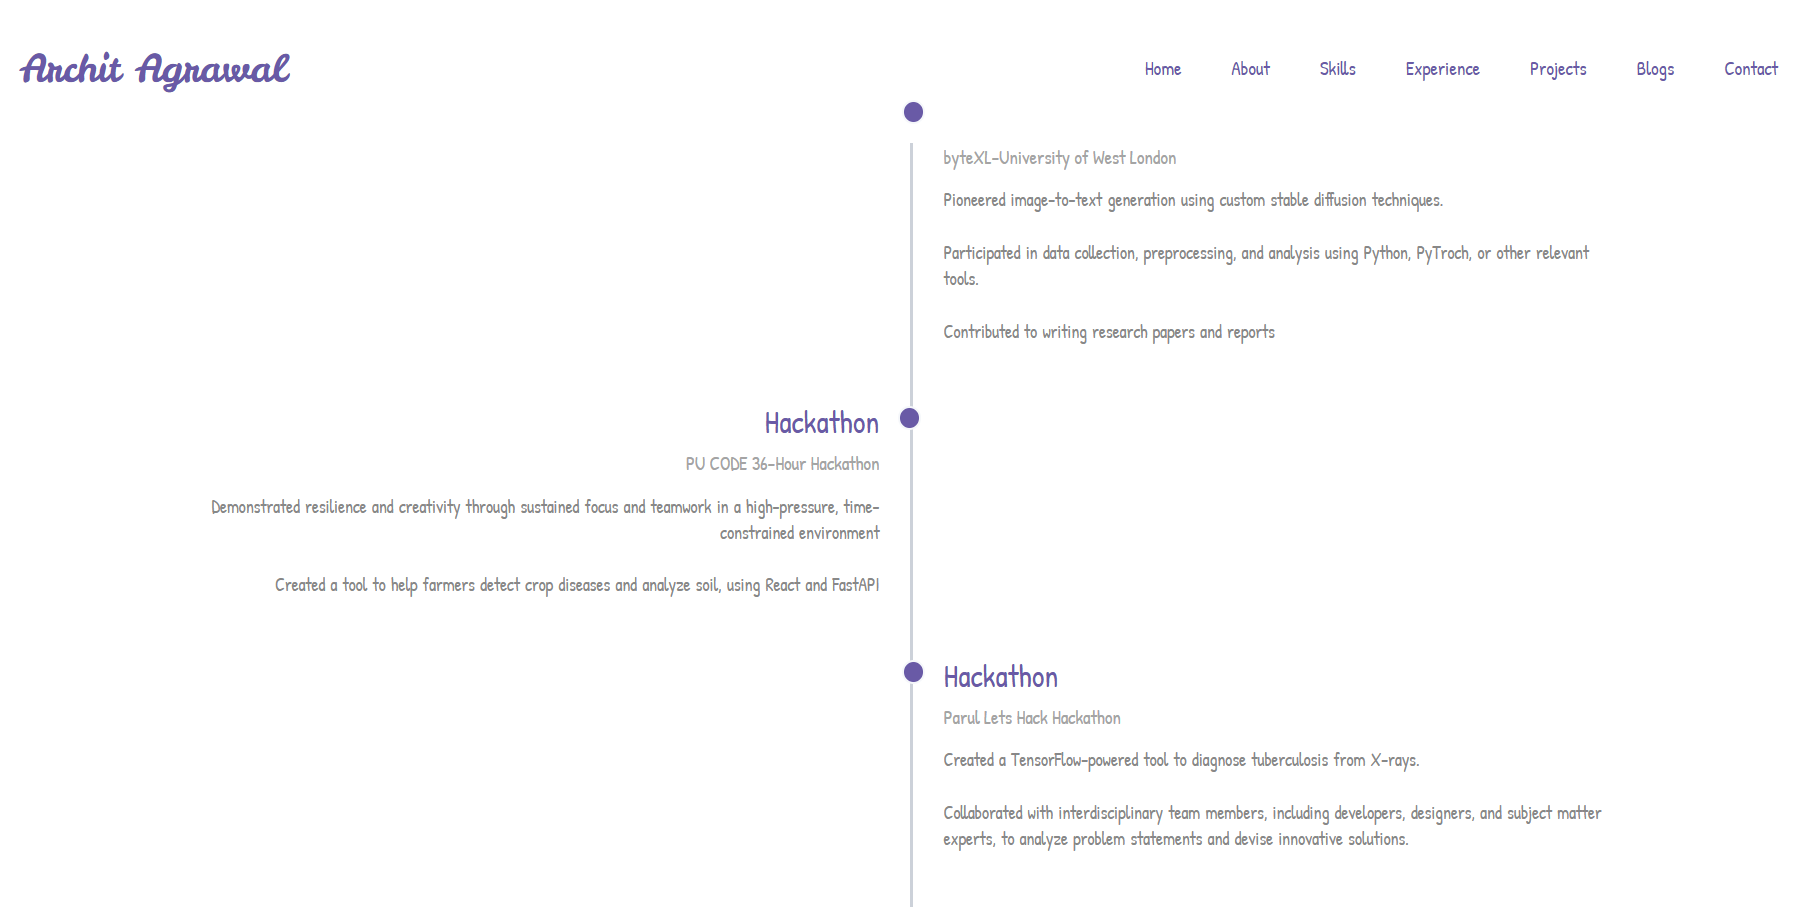 Archit Agrawal
Home About Skills Experience Projects Blogs Contact
byteXL-University of West London
Pioneered image-to-text generation using custom stable diffusion techniques.
Participated in data collection, preprocessing, and analysis using Python, PyTroch, or other relevant
tools.
Contributed to writing research papers and reports
Hackathon
PU CODE 36-Hour Hackathon
Demonstrated resilience and creativity through sustained focus and teamwork in a high-pressure, time-
constrained environment
Created a tool to help farmers detect crop diseases and analyze soil, using React and FastAPI
Hackathon
Parul Lets Hack Hackathon
Created a TensorFlow-powered tool to diagnose tuberculosis from X-rays.
Collaborated with interdisciplinary team members, including developers, designers, and subject matter
experts, to analyze problem statements and devise innovative solutions.